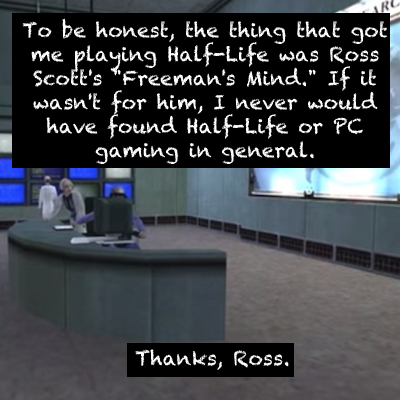 To be honest, the thing that got
me playing Half-Life was Ross
Scott's "Freeman's Mind." If it
wasn't for him, I never would
have found Half-Life or PC
gaming in general.
Thanks, Ross.